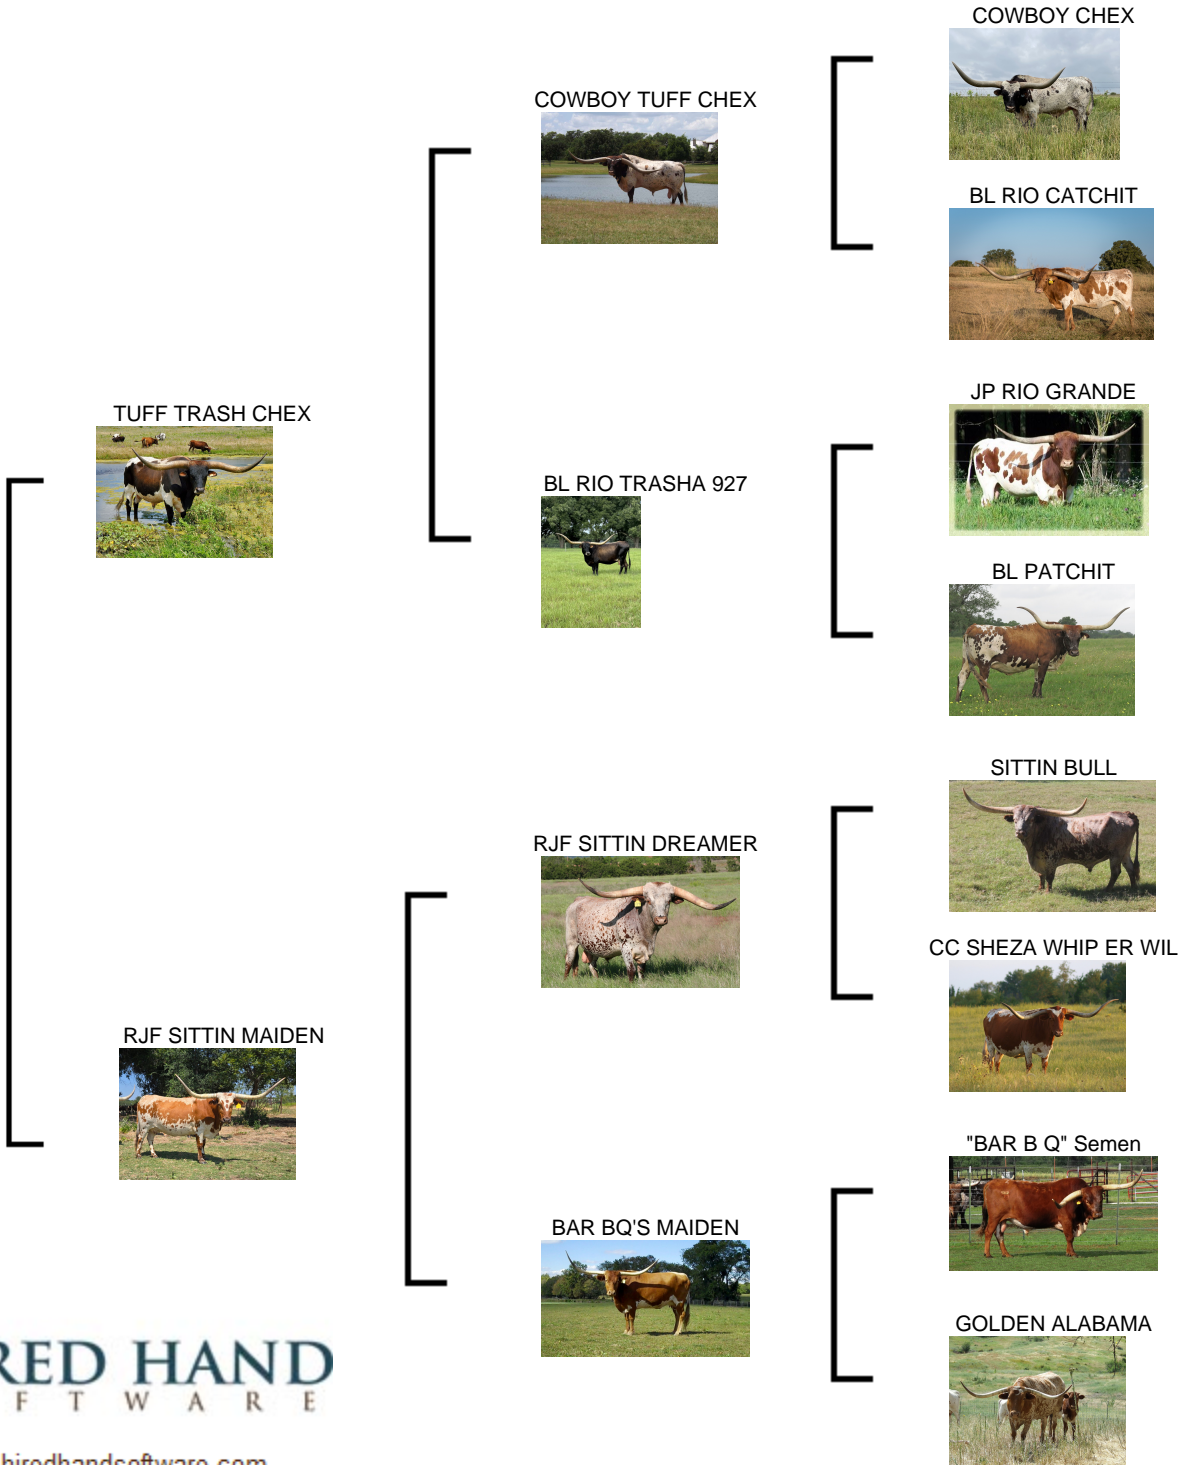 COWBOY CHEX
COWBOY TUFF CHEX
BL RIO CATCHIT
TUFF TRASH CHEX
JP RIO GRANDE
BL RIO TRASHA 927
BL PATCHIT
SITTIN BULL
RJF SITTIN DREAMER
CC SHEZA WHIP ER WIL
RJF SITTIN MAIDEN
"BAR B Q" Semen
BAR BQ'S MAIDEN
GOLDEN ALABAMA
RED HAND
F T W A R E
hiredhandsoftware.com